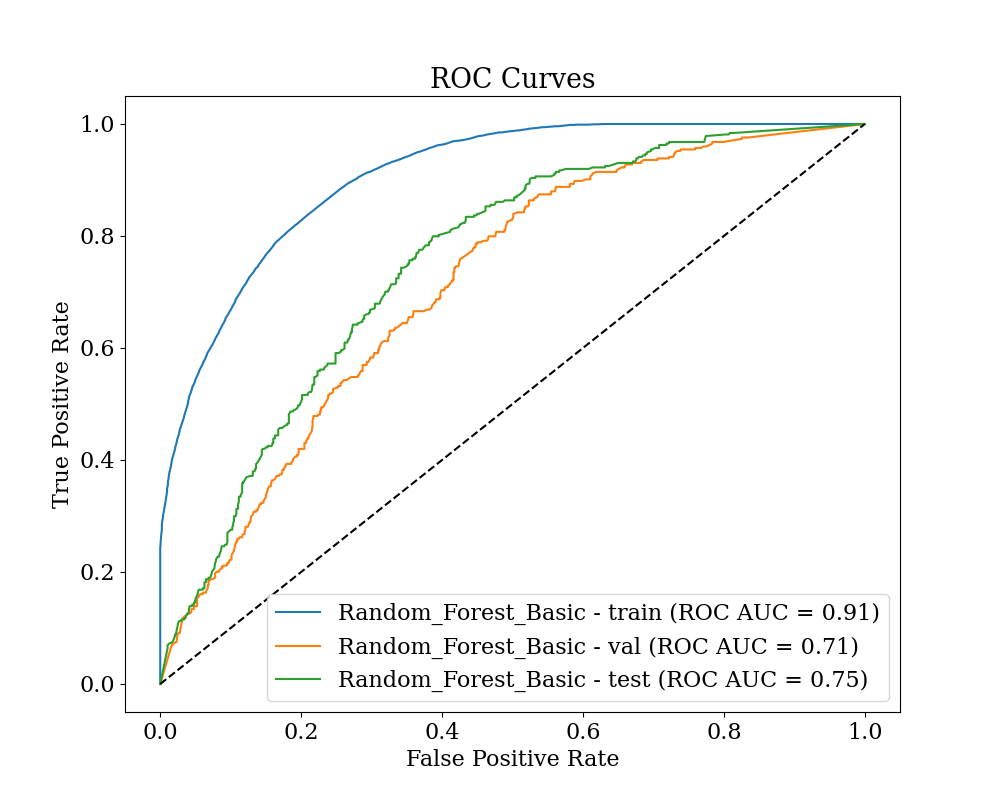 ROC Curves
1.0
0.8
0.6
0.4
0.2
0.0
True Positive Rate
Random_Forest_Basic - train (ROC AUC = 0.91)
Random_Forest_Basic - val (ROC AUC = 0.71)
Random_Forest_Basic - test (ROC AUC = 0.75)
0.0 0.2 0.4 0.6 0.8 1.0
False Positive Rate